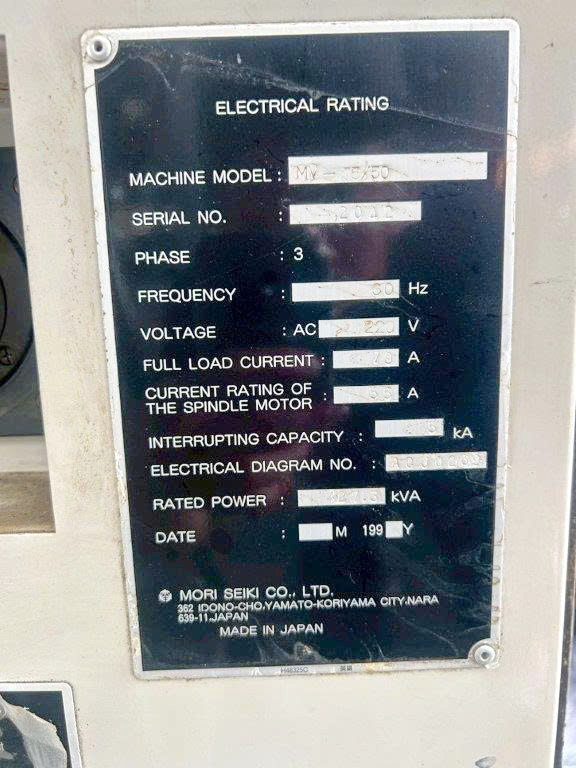 ELECTRICAL RATING
MACHINE MODEL :
SERIAL NO. :
PHASE : 3
FREQUENCY : 60 Hz
VOLTAGE : AC 220 V
FULL LOAD CURRENT : A
CURRENT RATING OF
THE SPINDLE MOTOR : A
INTERRUPTING CAPACITY : kA
ELECTRICAL DIAGRAM NO. :
RATED POWER : kVA
DATE : M 199 Y
MORI SEIKI CO., LTD.
362 IDONO-CHO,YAMATO-KORIYAMA CITY,NARA
639-11,JAPAN
MADE IN JAPAN